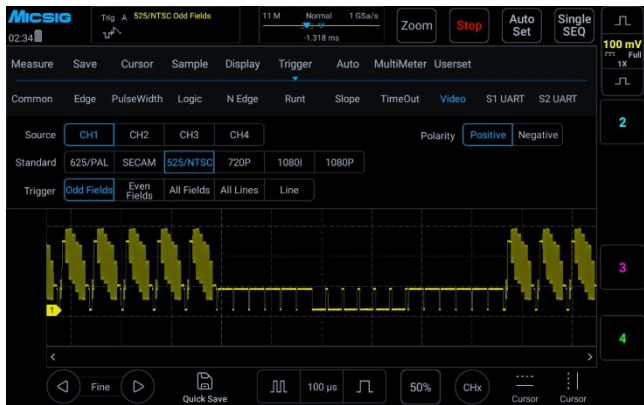 Micsig Trig A 525/NTSC Odd Fields 11 M Normal 1 GSa/s Zoom Stop Auto Set Single SEQ
02:34 -1.318 ms
100 mV
Full
1X
Measure Save Cursor Sample Display Trigger Auto MultiMeter Userset
Common Edge PulseWidth Logic N Edge Runt Slope TimeOut Video S1 UART S2 UART
2
Source CH1 CH2 CH3 CH4 Polarity Positive Negative
Standard 625/PAL SECAM 525/NTSC 720P 1080I 1080P
Trigger Odd Fields Even Fields All Fields All Lines Line
3
1
4
< >
Fine Quick Save 100 µs 50% CHx Cursor Cursor